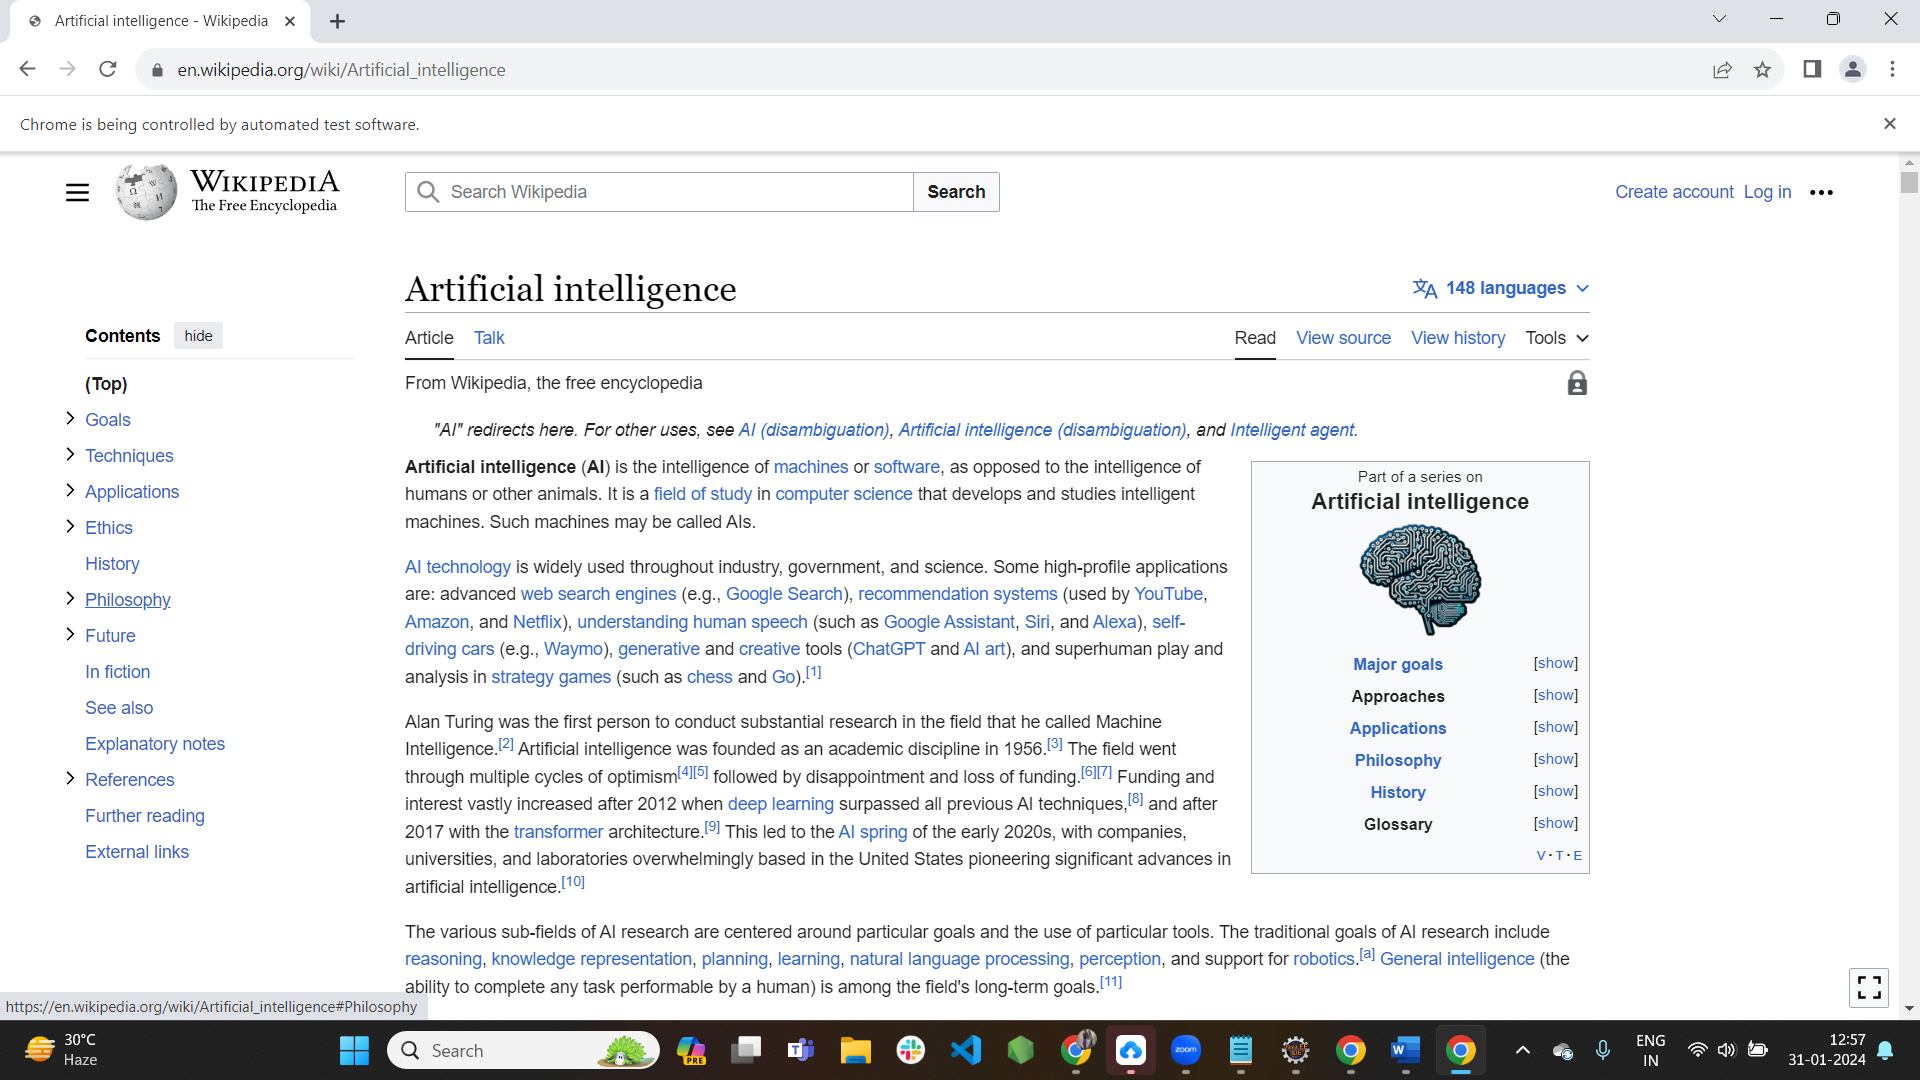 Artificial intelligence - Wikipedia
en.wikipedia.org/wiki/Artificial_intelligence
Chrome is being controlled by automated test software.
WIKIPEDIA
The Free Encyclopedia
Search Wikipedia
Search
Create account Log in
Artificial intelligence
148 languages
Contents hide
Article Talk
Read View source View history Tools
(Top)
Goals
Techniques
Applications
Ethics
History
Philosophy
Future
In fiction
See also
Explanatory notes
References
Further reading
External links
From Wikipedia, the free encyclopedia
"AI" redirects here. For other uses, see AI (disambiguation), Artificial intelligence (disambiguation), and Intelligent agent.
Artificial intelligence (AI) is the intelligence of machines or software, as opposed to the intelligence of
humans or other animals. It is a field of study in computer science that develops and studies intelligent
machines. Such machines may be called AIs.
AI technology is widely used throughout industry, government, and science. Some high-profile applications
are: advanced web search engines (e.g., Google Search), recommendation systems (used by YouTube,
Amazon, and Netflix), understanding human speech (such as Google Assistant, Siri, and Alexa), self-
driving cars (e.g., Waymo), generative and creative tools (ChatGPT and AI art), and superhuman play and
analysis in strategy games (such as chess and Go).[1]
Alan Turing was the first person to conduct substantial research in the field that he called Machine
Intelligence.[2] Artificial intelligence was founded as an academic discipline in 1956.[3] The field went
through multiple cycles of optimism[4][5] followed by disappointment and loss of funding.[6][7] Funding and
interest vastly increased after 2012 when deep learning surpassed all previous AI techniques,[8] and after
2017 with the transformer architecture.[9] This led to the AI spring of the early 2020s, with companies,
universities, and laboratories overwhelmingly based in the United States pioneering significant advances in
artificial intelligence.[10]
The various sub-fields of AI research are centered around particular goals and the use of particular tools. The traditional goals of AI research include
reasoning, knowledge representation, planning, learning, natural language processing, perception, and support for robotics.[a] General intelligence (the
ability to complete any task performable by a human) is among the field's long-term goals.[11]
Part of a series on
Artificial intelligence
Major goals [show]
Approaches [show]
Applications [show]
Philosophy [show]
History [show]
Glossary [show]
V · T · E
https://en.wikipedia.org/wiki/Artificial_intelligence#Philosophy
30°C
Haze
Search
PRE
zoom
ENG
IN
12:57
31-01-2024